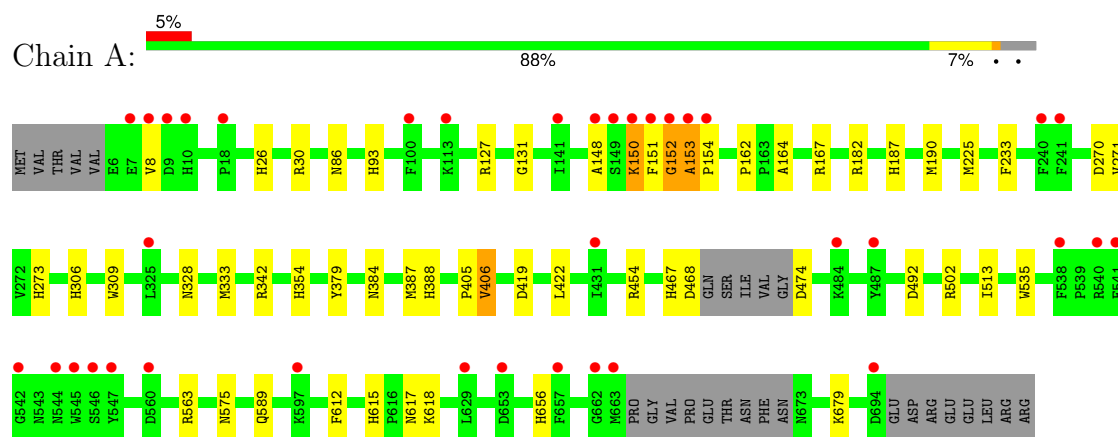 5%
Chain A:
88% 7% • •
MET VAL THR VAL VAL E6 E7 V8 D9 H10 P18 H26 R30 N86 H93 F100 K113 R127 G131 I141 A148 S149 K150 F151 G152 A153 P154 P162 P163 A164 R167 R182 H187 M190 M225 F233 F240 F241 D270 V271
V272 H273 H306 W309 L325 N328 M333 R342 H354 Y379 N384 M387 H388 P405 V406 D419 L422 I431 R454 H467 D468 GLN SER ILE VAL GLY D474 K484 Y487 D492 R502 I513 W535 F538 P539 R540
G542 N543 N544 W545 S546 Y547 D560 R563 N575 Q589 K597 F612 H615 P616 N617 K618 L629 D653 H656 F657 G662 M663 PRO GLY VAL PRO GLU THR ASN PHE ASN N673 K679 D694 GLU ASP ARG GLU GLU LEU ARG ARG